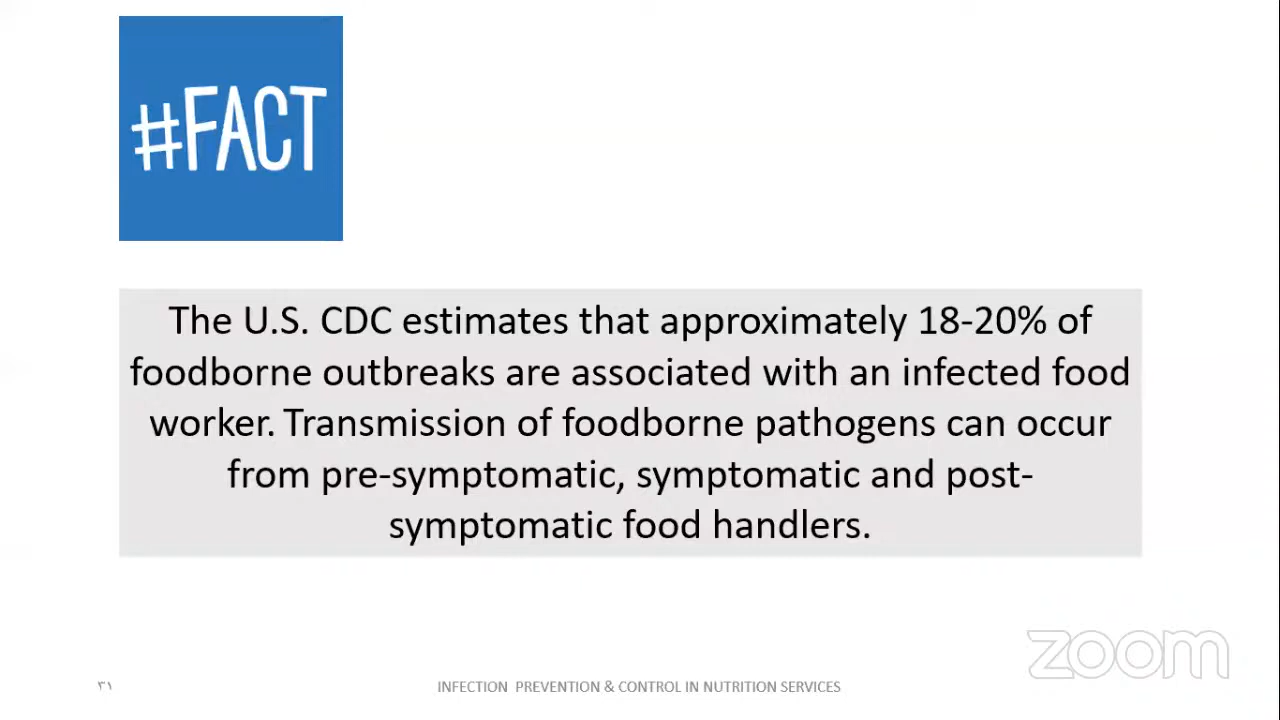 #FACT
The U.S. CDC estimates that approximately 18-20% of
foodborne outbreaks are associated with an infected food
worker. Transmission of foodborne pathogens can occur
from pre-symptomatic, symptomatic and post-
symptomatic food handlers.
zoom
٣١
INFECTION PREVENTION & CONTROL IN NUTRITION SERVICES